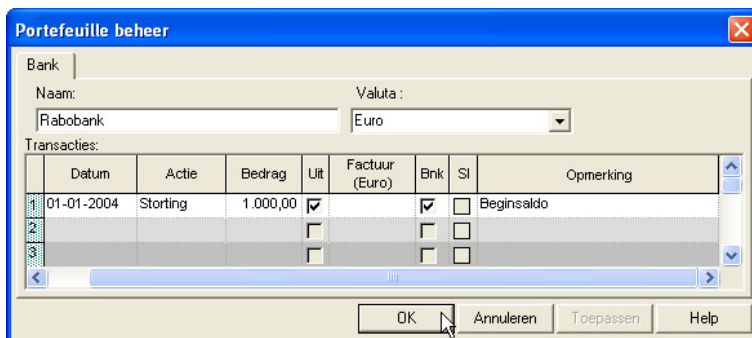 Portefeuille beheer
Bank
Naam: Valuta :
Rabobank Euro
Transacties:
Datum Actie Bedrag Uit Factuur (Euro) Bnk Sl Opmerking
1 01-01-2004 Storting 1.000,00 Beginsaldo
2
3
OK Annuleren Toepassen Help